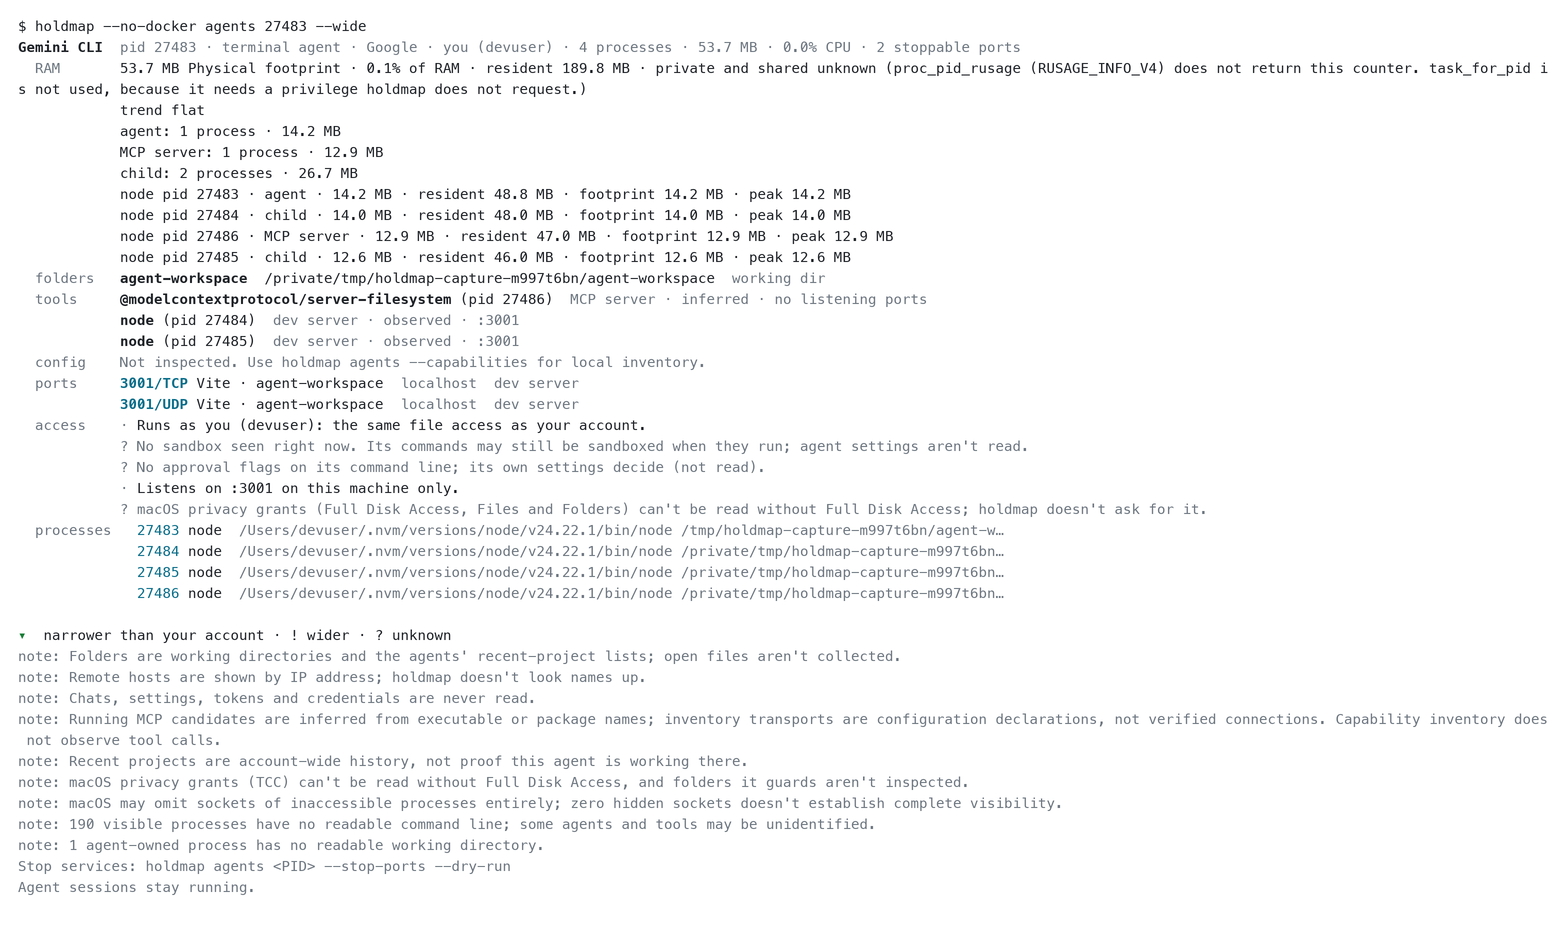 $ holdmap --no-docker agents 27483 --wide
Gemini CLI  pid 27483 · terminal agent · Google · you (devuser) · 4 processes · 53.7 MB · 0.0% CPU · 2 stoppable ports
  RAM       53.7 MB Physical footprint · 0.1% of RAM · resident 189.8 MB · private and shared unknown (proc_pid_rusage (RUSAGE_INFO_V4) does not return this counter. task_for_pid i
s not used, because it needs a privilege holdmap does not request.)
            trend flat
            agent: 1 process · 14.2 MB
            MCP server: 1 process · 12.9 MB
            child: 2 processes · 26.7 MB
            node pid 27483 · agent · 14.2 MB · resident 48.8 MB · footprint 14.2 MB · peak 14.2 MB
            node pid 27484 · child · 14.0 MB · resident 48.0 MB · footprint 14.0 MB · peak 14.0 MB
            node pid 27486 · MCP server · 12.9 MB · resident 47.0 MB · footprint 12.9 MB · peak 12.9 MB
            node pid 27485 · child · 12.6 MB · resident 46.0 MB · footprint 12.6 MB · peak 12.6 MB
  folders   agent-workspace  /private/tmp/holdmap-capture-m997t6bn/agent-workspace  working dir
  tools     @modelcontextprotocol/server-filesystem (pid 27486)  MCP server · inferred · no listening ports
            node (pid 27484)  dev server · observed · :3001
            node (pid 27485)  dev server · observed · :3001
  config    Not inspected. Use holdmap agents --capabilities for local inventory.
  ports     3001/TCP Vite · agent-workspace  localhost  dev server
            3001/UDP Vite · agent-workspace  localhost  dev server
  access    · Runs as you (devuser): the same file access as your account.
            ? No sandbox seen right now. Its commands may still be sandboxed when they run; agent settings aren't read.
            ? No approval flags on its command line; its own settings decide (not read).
            · Listens on :3001 on this machine only.
            ? macOS privacy grants (Full Disk Access, Files and Folders) can't be read without Full Disk Access; holdmap doesn't ask for it.
  processes   27483 node  /Users/devuser/.nvm/versions/node/v24.22.1/bin/node /tmp/holdmap-capture-m997t6bn/agent-w…
              27484 node  /Users/devuser/.nvm/versions/node/v24.22.1/bin/node /private/tmp/holdmap-capture-m997t6bn…
              27485 node  /Users/devuser/.nvm/versions/node/v24.22.1/bin/node /private/tmp/holdmap-capture-m997t6bn…
              27486 node  /Users/devuser/.nvm/versions/node/v24.22.1/bin/node /private/tmp/holdmap-capture-m997t6bn…

▾  narrower than your account · ! wider · ? unknown
note: Folders are working directories and the agents' recent-project lists; open files aren't collected.
note: Remote hosts are shown by IP address; holdmap doesn't look names up.
note: Chats, settings, tokens and credentials are never read.
note: Running MCP candidates are inferred from executable or package names; inventory transports are configuration declarations, not verified connections. Capability inventory does
 not observe tool calls.
note: Recent projects are account-wide history, not proof this agent is working there.
note: macOS privacy grants (TCC) can't be read without Full Disk Access, and folders it guards aren't inspected.
note: macOS may omit sockets of inaccessible processes entirely; zero hidden sockets doesn't establish complete visibility.
note: 190 visible processes have no readable command line; some agents and tools may be unidentified.
note: 1 agent-owned process has no readable working directory.
Stop services: holdmap agents <PID> --stop-ports --dry-run
Agent sessions stay running.